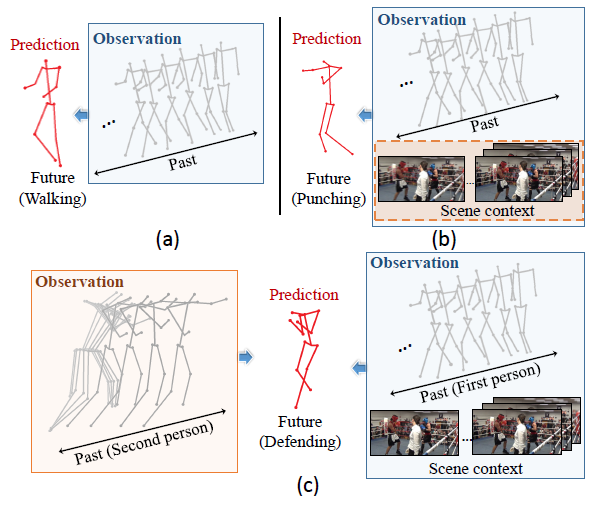 Prediction
Observation
...
Past
Future
(Walking)
(a)
Prediction
Observation
...
Past
Future
(Punching)
...
Scene context
(b)
Observation
Past (Second person)
Prediction
Future
(Defending)
Observation
...
Past (First person)
...
Scene context
(c)